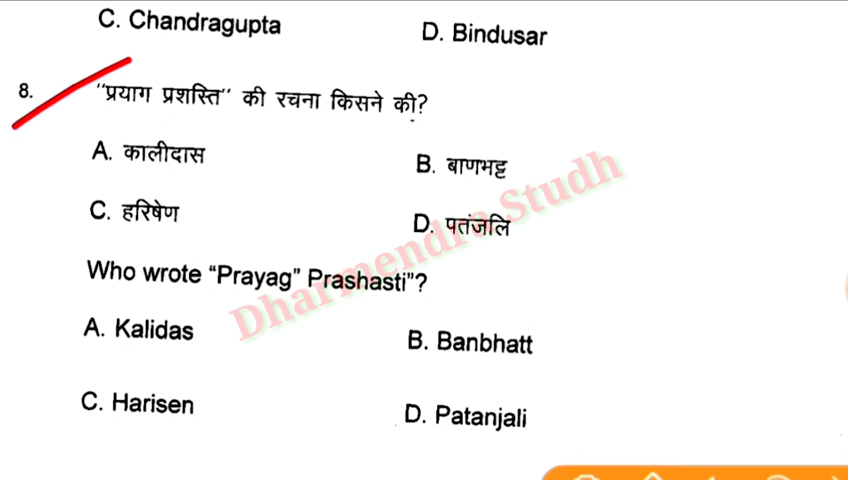 C. Chandragupta D. Bindusar
8. "प्रयाग प्रशस्ति" की रचना किसने की?
A. कालीदास B. बाणभट्ट
C. हरिषेण D. पतंजलि
Who wrote “Prayag” Prashasti”?
A. Kalidas B. Banbhatt
C. Harisen D. Patanjali
Dharmendra Studh